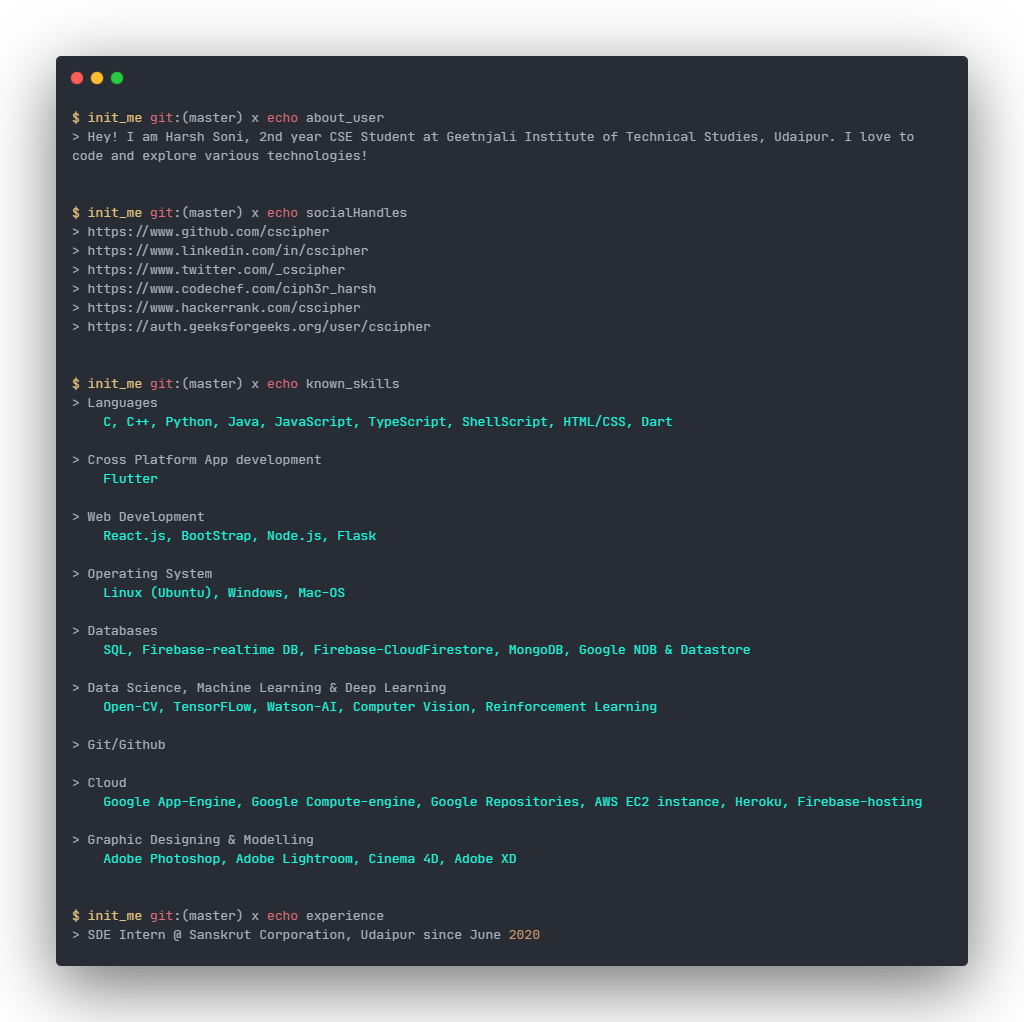 $ init_me git:(master) x echo about_user
> Hey! I am Harsh Soni, 2nd year CSE Student at Geetnjali Institute of Technical Studies, Udaipur. I love to
code and explore various technologies!
$ init_me git:(master) x echo socialHandles
> https://www.github.com/cscipher
> https://www.linkedin.com/in/cscipher
> https://www.twitter.com/_cscipher
> https://www.codechef.com/ciph3r_harsh
> https://www.hackerrank.com/cscipher
> https://auth.geeksforgeeks.org/user/cscipher
$ init_me git:(master) x echo known_skills
> Languages
C, C++, Python, Java, JavaScript, TypeScript, ShellScript, HTML/CSS, Dart
> Cross Platform App development
Flutter
> Web Development
React.js, BootStrap, Node.js, Flask
> Operating System
Linux (Ubuntu), Windows, Mac-OS
> Databases
SQL, Firebase-realtime DB, Firebase-CloudFirestore, MongoDB, Google NDB & Datastore
> Data Science, Machine Learning & Deep Learning
Open-CV, TensorFLow, Watson-AI, Computer Vision, Reinforcement Learning
> Git/Github
> Cloud
Google App-Engine, Google Compute-engine, Google Repositories, AWS EC2 instance, Heroku, Firebase-hosting
> Graphic Designing & Modelling
Adobe Photoshop, Adobe Lightroom, Cinema 4D, Adobe XD
$ init_me git:(master) x echo experience
> SDE Intern @ Sanskrut Corporation, Udaipur since June 2020